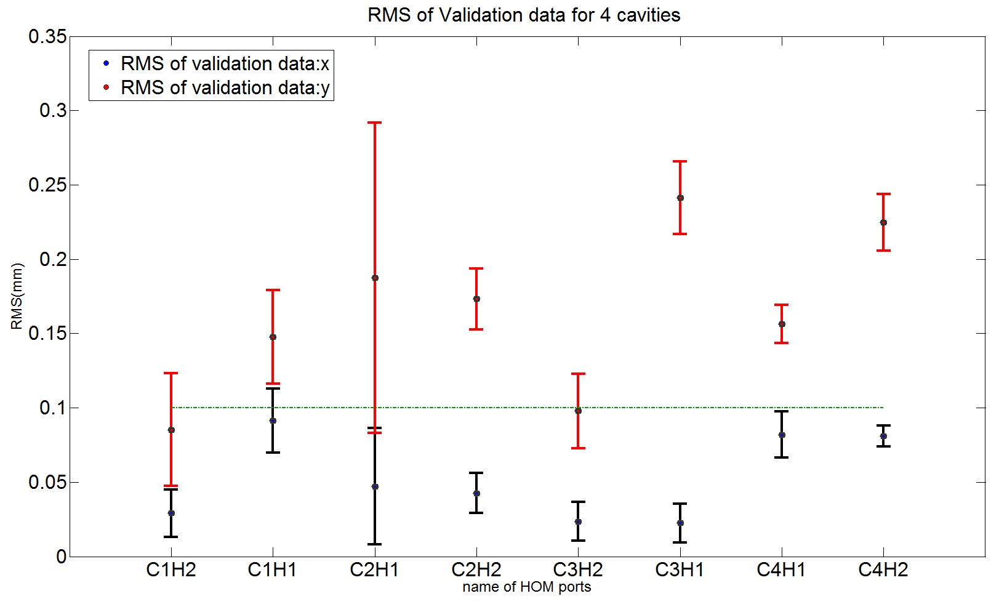 RMS of Validation data for 4 cavities
0.35
RMS of validation data:x
RMS of validation data:y
0.3
0.25
0.2
RMS(mm)
0.15
0.1
0.05
0
C1H2 C1H1 C2H1 C2H2 C3H2 C3H1 C4H1 C4H2
name of HOM ports